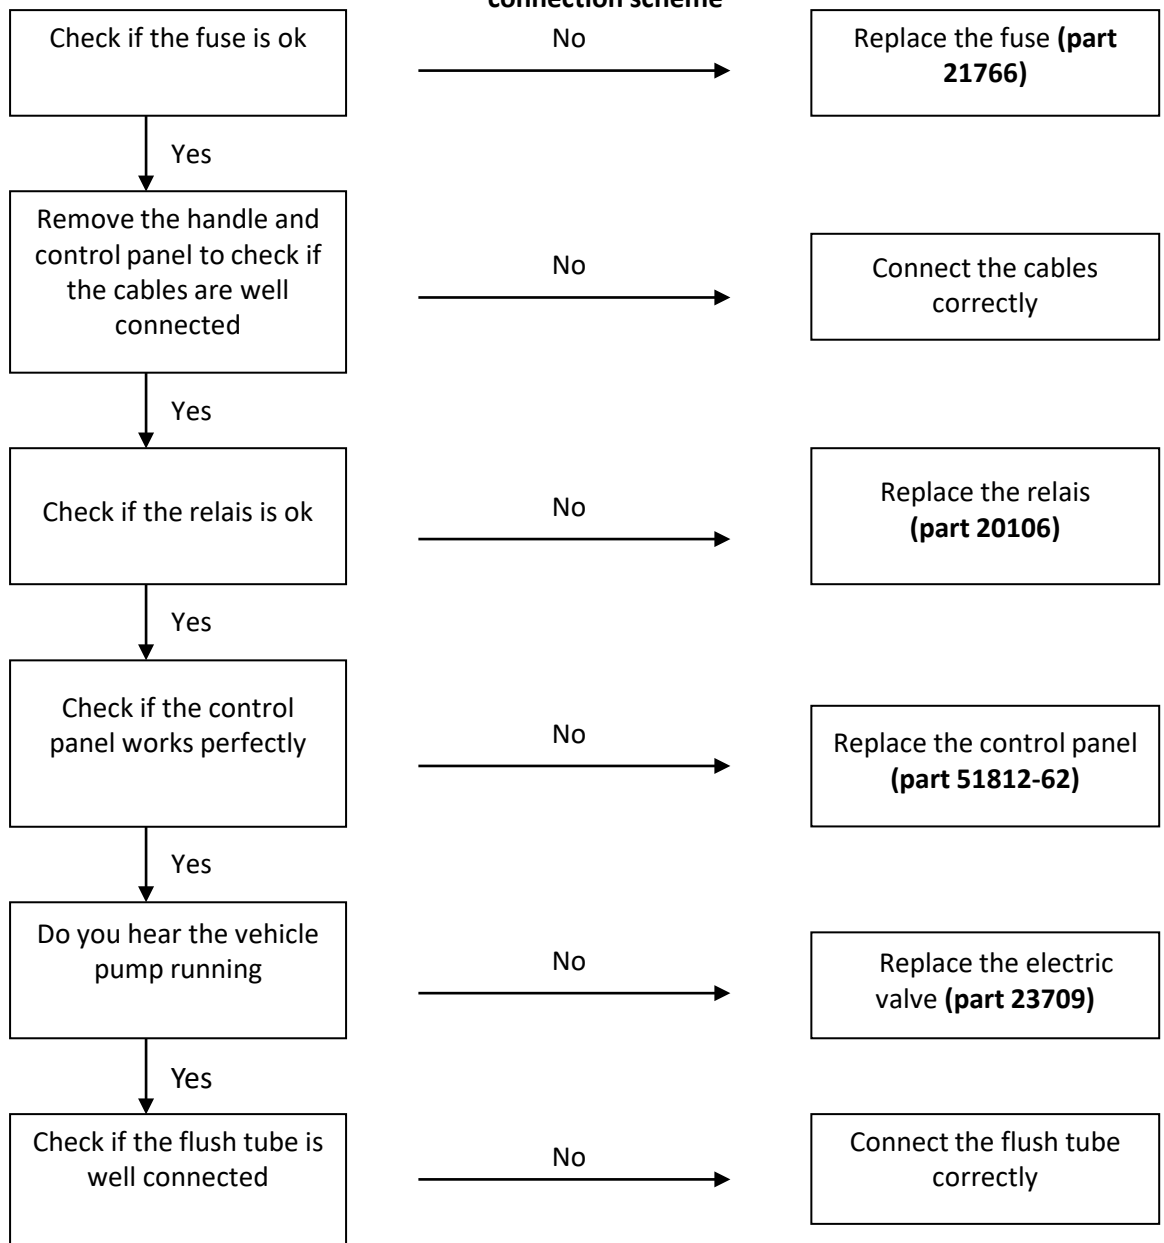 connection scheme
Check if the fuse is ok
No
Replace the fuse (part
21766)
Yes
Remove the handle and
control panel to check if
the cables are well
connected
No
Connect the cables
correctly
Yes
Check if the relais is ok
No
Replace the relais
(part 20106)
Yes
Check if the control
panel works perfectly
No
Replace the control panel
(part 51812-62)
Yes
Do you hear the vehicle
pump running
No
Replace the electric
valve (part 23709)
Yes
Check if the flush tube is
well connected
No
Connect the flush tube
correctly